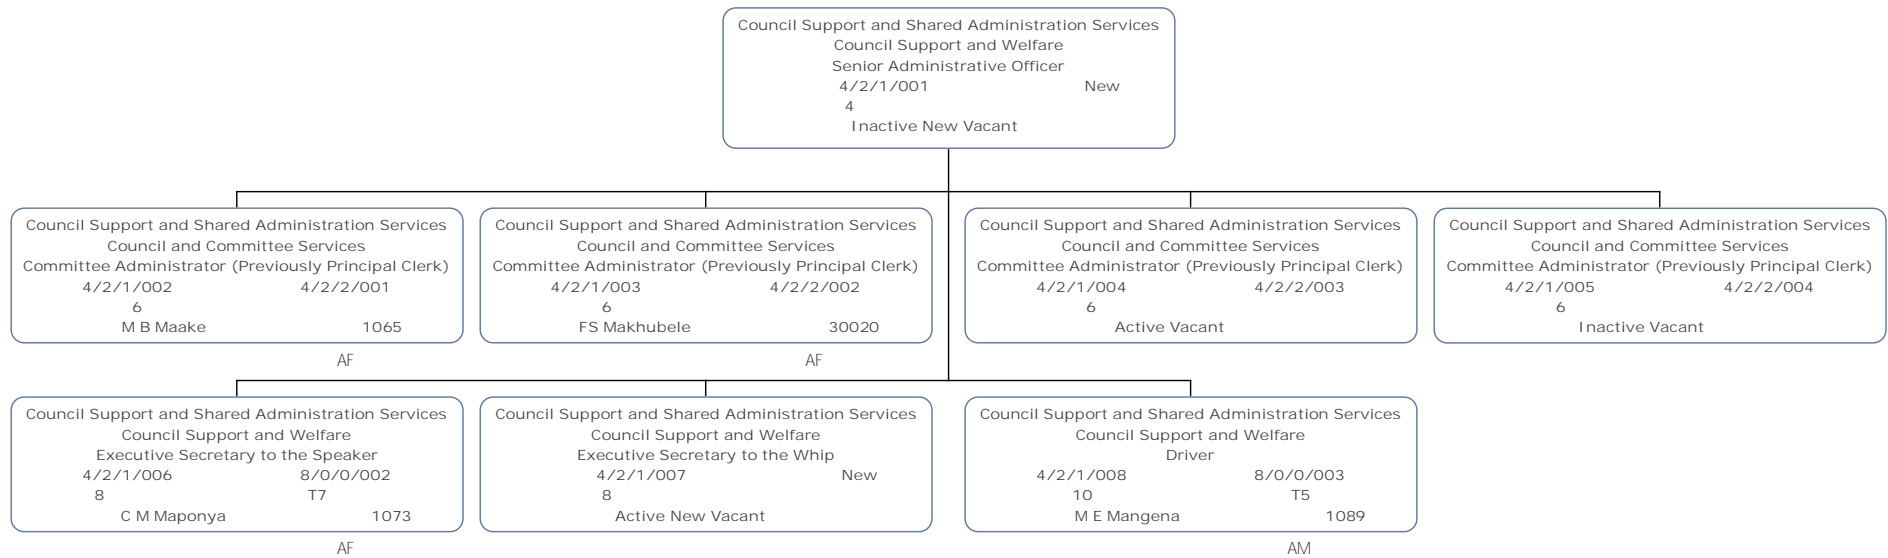 Council Support and Shared Administration Services
Council Support and Welfare
Senior Administrative Officer
4/2/1/001 New
4
Inactive New Vacant
Council Support and Shared Administration Services
Council and Committee Services
Committee Administrator (Previously Principal Clerk)
4/2/1/002 4/2/2/001
6
M B Maake 1065
AF
Council Support and Shared Administration Services
Council and Committee Services
Committee Administrator (Previously Principal Clerk)
4/2/1/003 4/2/2/002
6
FS Makhubele 30020
AF
Council Support and Shared Administration Services
Council and Committee Services
Committee Administrator (Previously Principal Clerk)
4/2/1/004 4/2/2/003
6
Active Vacant
Council Support and Shared Administration Services
Council and Committee Services
Committee Administrator (Previously Principal Clerk)
4/2/1/005 4/2/2/004
6
Inactive Vacant
Council Support and Shared Administration Services
Council Support and Welfare
Executive Secretary to the Speaker
4/2/1/006 8/0/0/002
8 T7
C M Maponya 1073
AF
Council Support and Shared Administration Services
Council Support and Welfare
Executive Secretary to the Whip
4/2/1/007 New
8
Active New Vacant
Council Support and Shared Administration Services
Council Support and Welfare
Driver
4/2/1/008 8/0/0/003
10 T5
M E Mangena 1089
AM